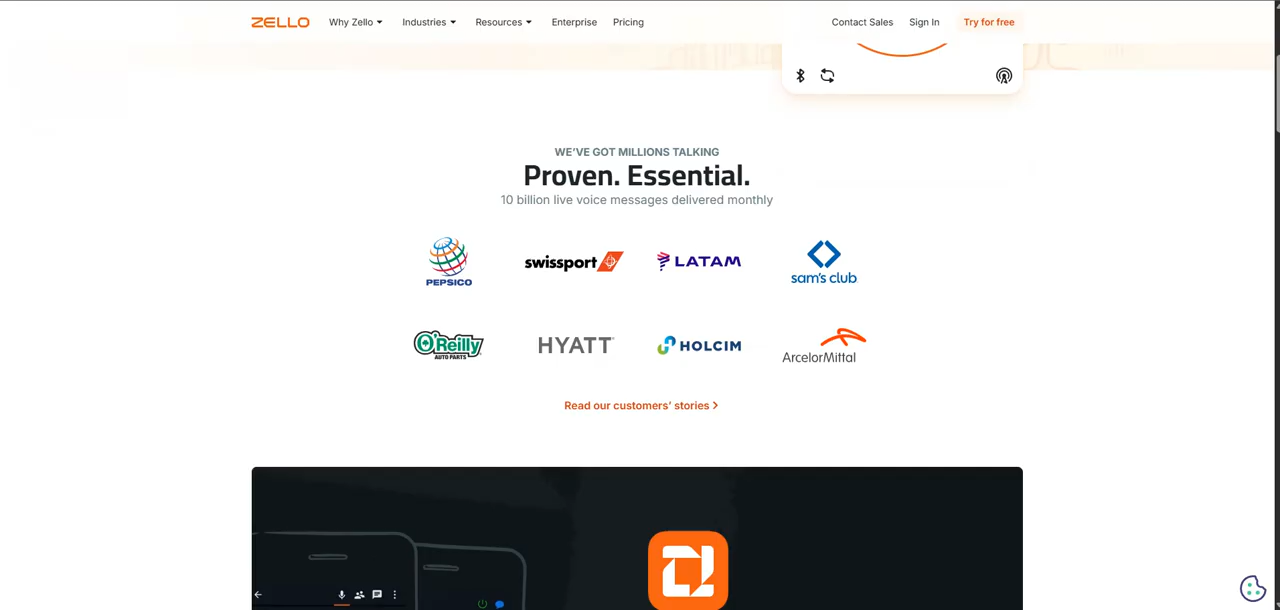 ZELLO Why Zello Industries Resources Enterprise Pricing Contact Sales Sign In Try for free
WE'VE GOT MILLIONS TALKING
Proven. Essential.
10 billion live voice messages delivered monthly
PEPSICO swissport LATAM sam's club
O'Reilly AUTO PARTS HYATT HOLCIM ArcelorMittal
Read our customers' stories